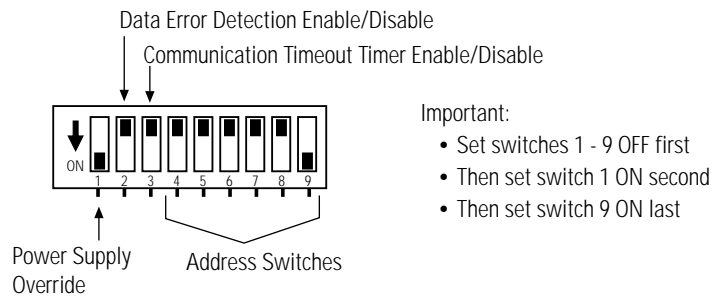 Data Error Detection Enable/Disable
Communication Timeout Timer Enable/Disable
ON
1 2 3 4 5 6 7 8 9
Power Supply
Override
Address Switches
Important:
• Set switches 1 - 9 OFF first
• Then set switch 1 ON second
• Then set switch 9 ON last